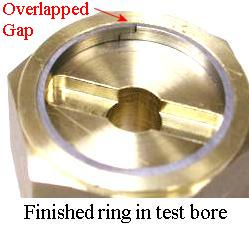 Overlapped
Gap
Finished ring in test bore